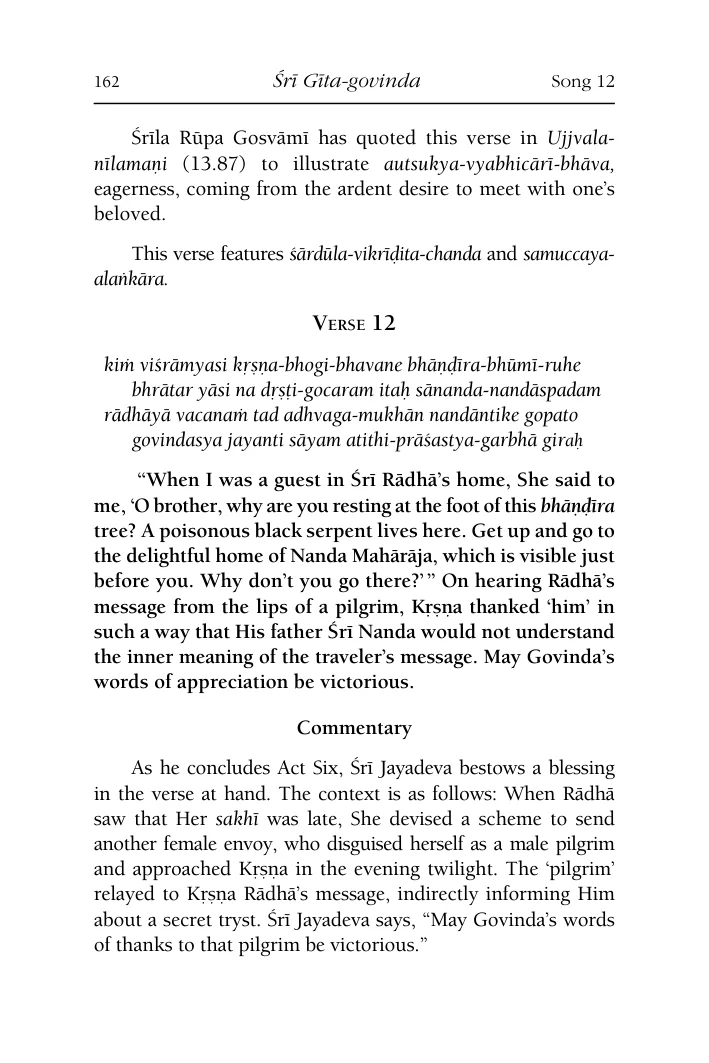 162 Śrī Gīta-govinda Song 12
Śrīla Rūpa Gosvāmī has quoted this verse in Ujjvala-
nīlamaṇi (13.87) to illustrate autsukya-vyabhicārī-bhāva,
eagerness, coming from the ardent desire to meet with one’s
beloved.
This verse features śārdūla-vikrīḍita-chanda and samuccaya-
alaṅkāra.
VERSE 12
kiṁ viśrāmyasi kṛṣṇa-bhogi-bhavane bhāṇḍīra-bhūmī-ruhe
bhrātar yāsi na dṛṣṭi-gocaram itaḥ sānanda-nandāspadam
rādhāyā vacanaṁ tad adhvaga-mukhān nandāntike gopato
govindasya jayanti sāyam atithi-prāśastya-garbhā giraḥ
“When I was a guest in Śrī Rādhā’s home, She said to
me, ‘O brother, why are you resting at the foot of this bhāṇḍīra
tree? A poisonous black serpent lives here. Get up and go to
the delightful home of Nanda Mahārāja, which is visible just
before you. Why don’t you go there?’ ” On hearing Rādhā’s
message from the lips of a pilgrim, Kṛṣṇa thanked ‘him’ in
such a way that His father Śrī Nanda would not understand
the inner meaning of the traveler’s message. May Govinda’s
words of appreciation be victorious.
Commentary
As he concludes Act Six, Śrī Jayadeva bestows a blessing
in the verse at hand. The context is as follows: When Rādhā
saw that Her sakhī was late, She devised a scheme to send
another female envoy, who disguised herself as a male pilgrim
and approached Kṛṣṇa in the evening twilight. The ‘pilgrim’
relayed to Kṛṣṇa Rādhā’s message, indirectly informing Him
about a secret tryst. Śrī Jayadeva says, “May Govinda’s words
of thanks to that pilgrim be victorious.”